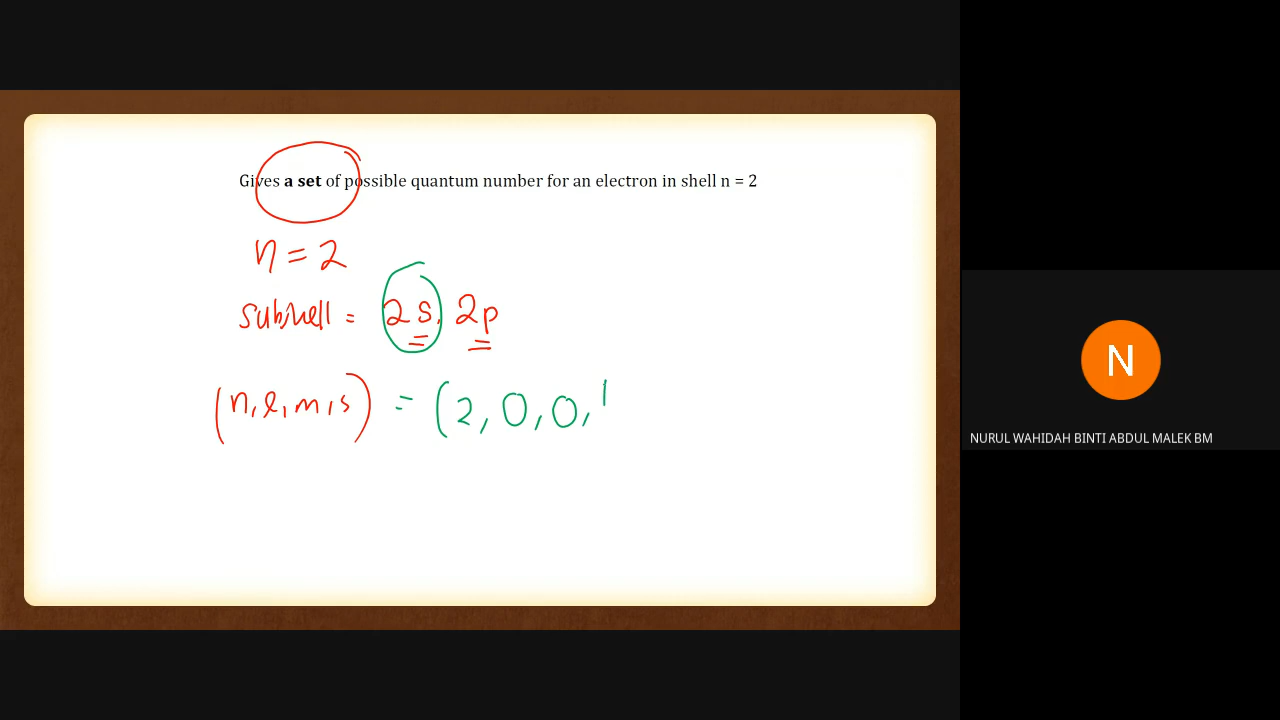 Gives a set of possible quantum number for an electron in shell n = 2
n = 2
subshell = 2s, 2p
(n, l, m, s) = (2, 0, 0, 1
N
NURUL WAHIDAH BINTI ABDUL MALEK BM